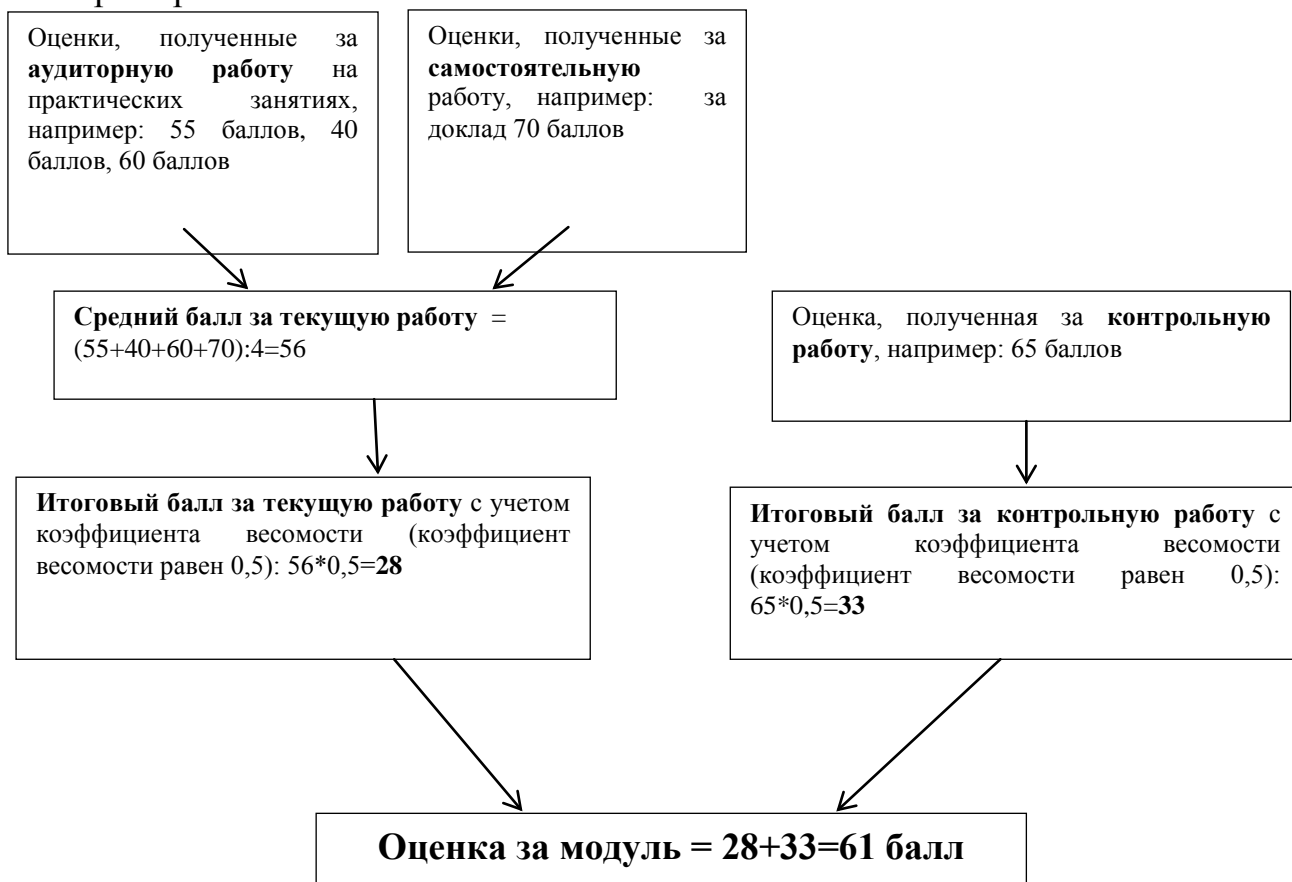 Оценки, полученные за
аудиторную работу на
практических занятиях,
например: 55 баллов, 40
баллов, 60 баллов
Оценки, полученные за
самостоятельную
работу, например: за
доклад 70 баллов
Средний балл за текущую работу =
(55+40+60+70):4=56
Оценка, полученная за контрольную
работу, например: 65 баллов
Итоговый балл за текущую работу с учетом
коэффициента весомости (коэффициент
весомости равен 0,5): 56*0,5=28
Итоговый балл за контрольную работу с
учетом коэффициента весомости
(коэффициент весомости равен 0,5):
65*0,5=33
Оценка за модуль = 28+33=61 балл